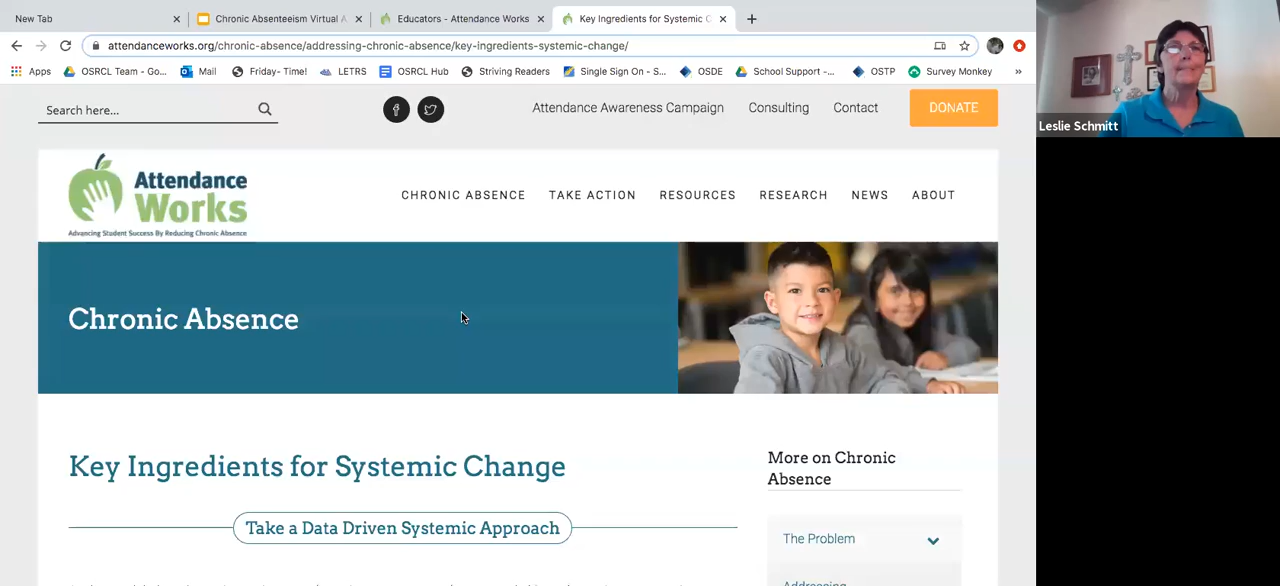 New Tab
Chronic Absenteeism Virtual A
Educators - Attendance Works
Key Ingredients for Systemic C
attendanceworks.org/chronic-absence/addressing-chronic-absence/key-ingredients-systemic-change/
Apps
OSRCL Team - Go...
Mail
Friday- Time!
LETRS
OSRCL Hub
Striving Readers
Single Sign On - S...
OSDE
School Support -...
OSTP
Survey Monkey
»
Leslie Schmitt
Search here...
Attendance Awareness Campaign
Consulting
Contact
DONATE
Attendance
Works
Advancing Student Success By Reducing Chronic Absence
CHRONIC ABSENCE
TAKE ACTION
RESOURCES
RESEARCH
NEWS
ABOUT
Chronic Absence
Key Ingredients for Systemic Change
Take a Data Driven Systemic Approach
More on Chronic
Absence
The Problem
Addressing